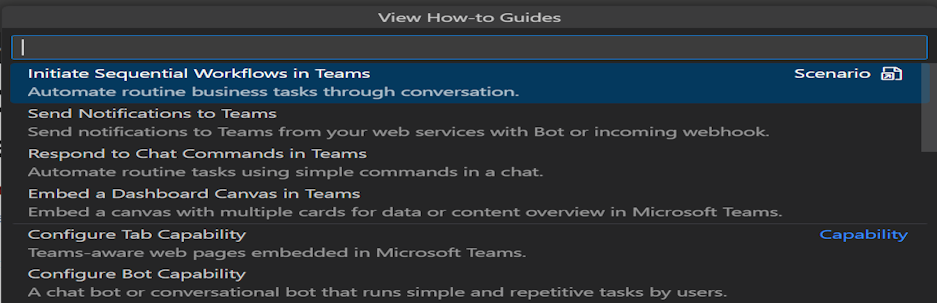 View How-to Guides
Initiate Sequential Workflows in Teams Scenario
Automate routine business tasks through conversation.
Send Notifications to Teams
Send notifications to Teams from your web services with Bot or incoming webhook.
Respond to Chat Commands in Teams
Automate routine tasks using simple commands in a chat.
Embed a Dashboard Canvas in Teams
Embed a canvas with multiple cards for data or content overview in Microsoft Teams.
Configure Tab Capability Capability
Teams-aware web pages embedded in Microsoft Teams.
Configure Bot Capability
A chat bot or conversational bot that runs simple and repetitive tasks by users.